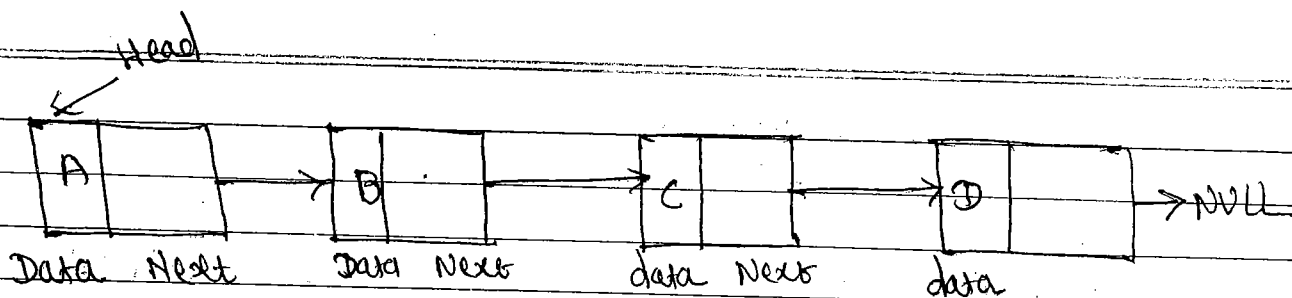 Head
A B C D → NULL
Data Next Data Next data Next data